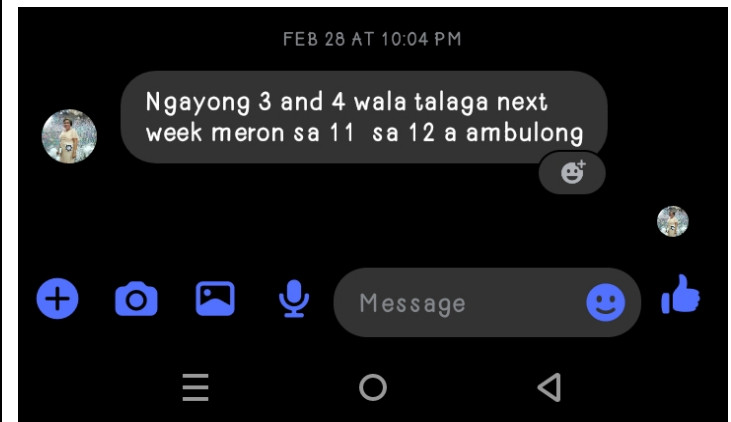 FEB 28 AT 10:04 PM
Ngayong 3 and 4 wala talaga next
week meron sa 11 sa 12 a ambulong
Message